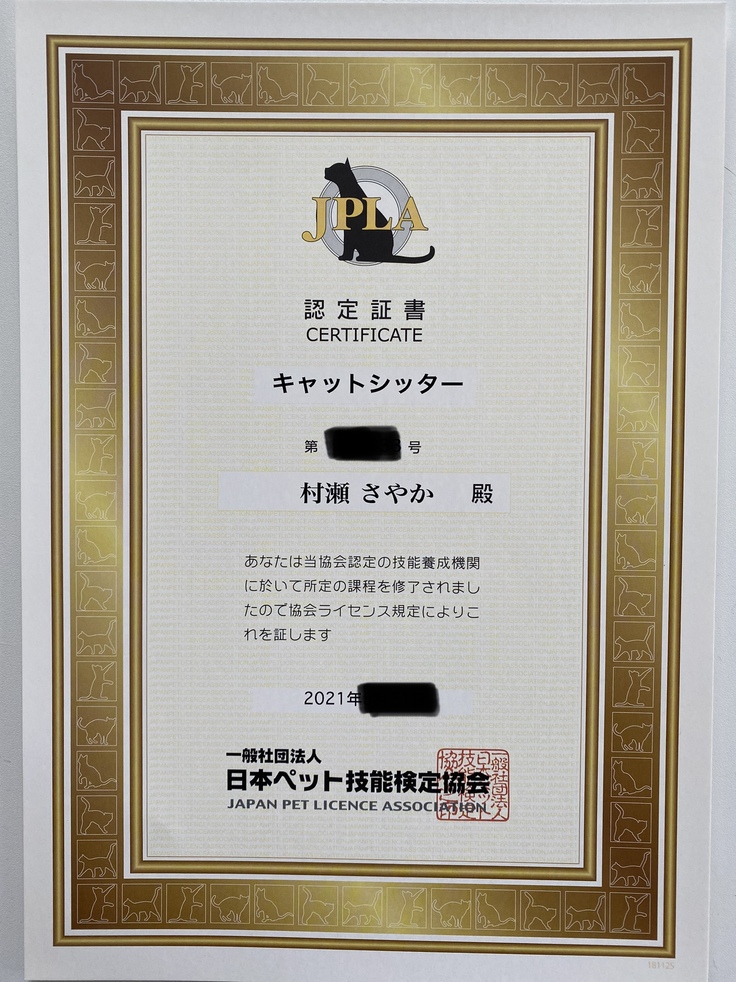 JPLA
認定証書
CERTIFICATE
キャットシッター
第 号
村瀬 さやか 殿
あなたは当協会認定の技能養成機関
に於いて所定の課程を修了されまし
たので協会ライセンス規定によりこ
れを証します
2021年
一般社団法人
日本ペット技能検定協会
JAPAN PET LICENCE ASSOCIATION